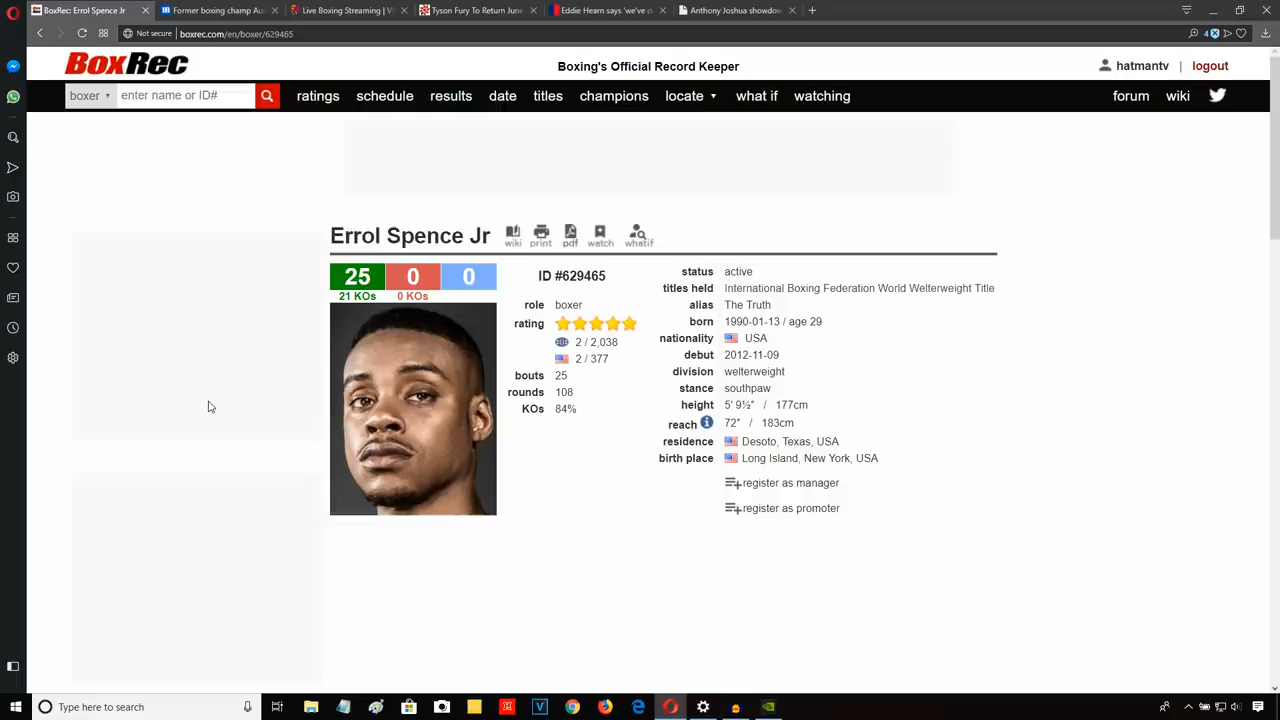 Errol Spence Jr
Former boxing champ Au
Live Boxing Streaming | V
Tyson Fury To Return June
Eddie Hearn says 'we've d
Anthony Joshua showdow
Not secure boxrec.com/en/boxer/629465
4
BoxRec
Boxing's Official Record Keeper
hatmantv | logout
boxer enter name or ID# ratings schedule results date titles champions locate what if watching forum wiki
Errol Spence Jr wiki print pdf watch whatif
25 0 0
21 KOs 0 KOs
ID #629465
role boxer
rating
2 / 2,038
2 / 377
bouts 25
rounds 108
KOs 84%
status active
titles held International Boxing Federation World Welterweight Title
alias The Truth
born 1990-01-13 / age 29
nationality USA
debut 2012-11-09
division welterweight
stance southpaw
height 5′ 9½″ / 177cm
reach 72″ / 183cm
residence Desoto, Texas, USA
birth place Long Island, New York, USA
register as manager
register as promoter
Type here to search